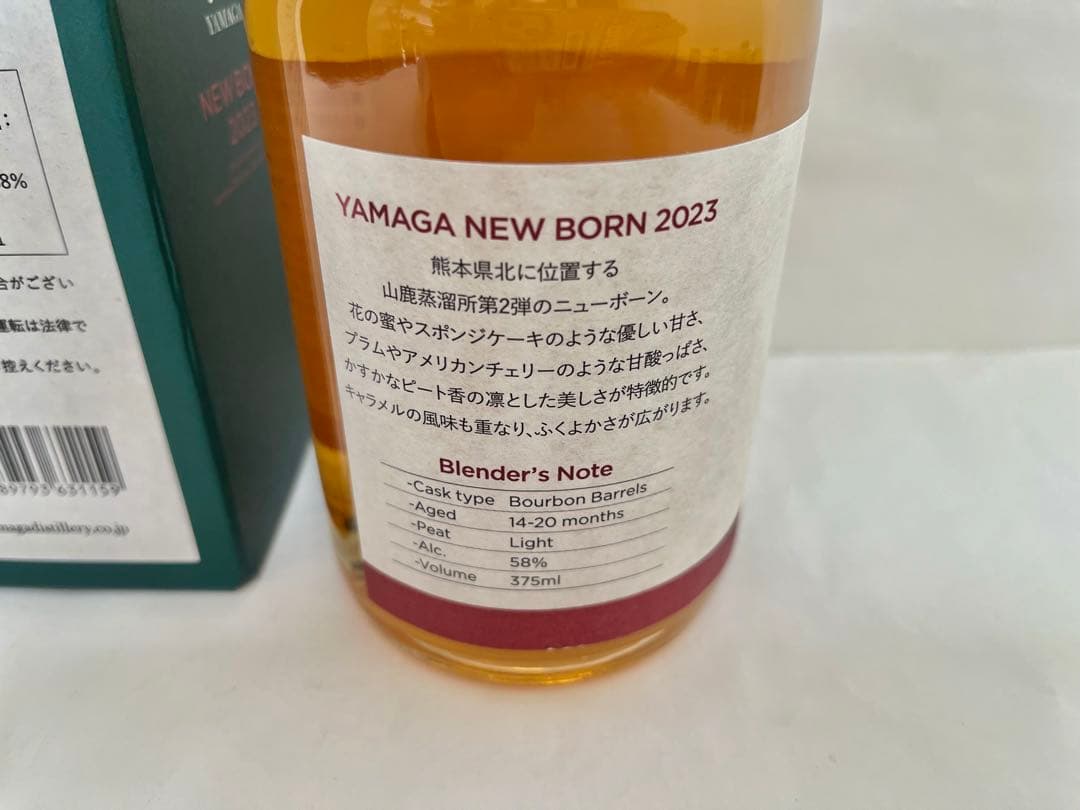 YAMAGA
NEW BO
8%
合がござい
運転は法律で
控えください。
magadistillery.co.jp
YAMAGA NEW BORN 2023
熊本県北に位置する
山鹿蒸溜所第2弾のニューボーン。
花の蜜やスポンジケーキのような優しい甘さ、
プラムやアメリカンチェリーのような甘酸っぱさ、
かすかなピート香の凛とした美しさが特徴的です。
キャラメルの風味も重なり、ふくよかさが広がります。
Blender's Note
-Cask type Bourbon Barrels
-Aged 14-20 months
-Peat Light
-Alc. 58%
-Volume 375ml